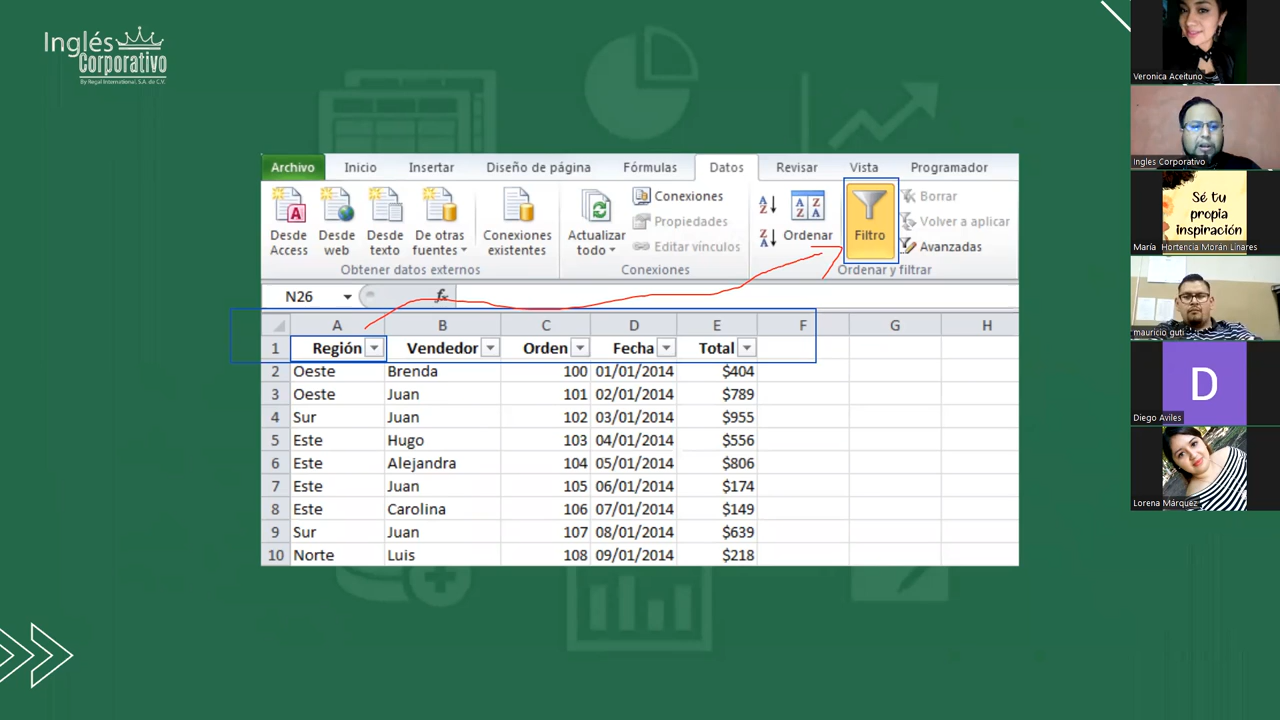 Inglés
Corporativo
By Regal International, S.A. de C.V.
Archivo Inicio Insertar Diseño de página Fórmulas Datos Revisar Vista Programador
Desde Access
Desde web
Desde texto
De otras fuentes
Obtener datos externos
Conexiones existentes
Actualizar todo
Conexiones
Propiedades
Editar vínculos
Conexiones
A Z
Z A
A Z Z A
Ordenar
Filtro
Borrar
Volver a aplicar
Avanzadas
Ordenar y filtrar
N26 fx
A B C D E F G H
1 Región Vendedor Orden Fecha Total
2 Oeste Brenda 100 01/01/2014 $404
3 Oeste Juan 101 02/01/2014 $789
4 Sur Juan 102 03/01/2014 $955
5 Este Hugo 103 04/01/2014 $556
6 Este Alejandra 104 05/01/2014 $806
7 Este Juan 105 06/01/2014 $174
8 Este Carolina 106 07/01/2014 $149
9 Sur Juan 107 08/01/2014 $639
10 Norte Luis 108 09/01/2014 $218
Veronica Aceituno
Ingles Corporativo
Sé tu
propia
inspiración
María Hortencia Morán Linares
mauricio guti
D
Diego Aviles
Lorena Márquez